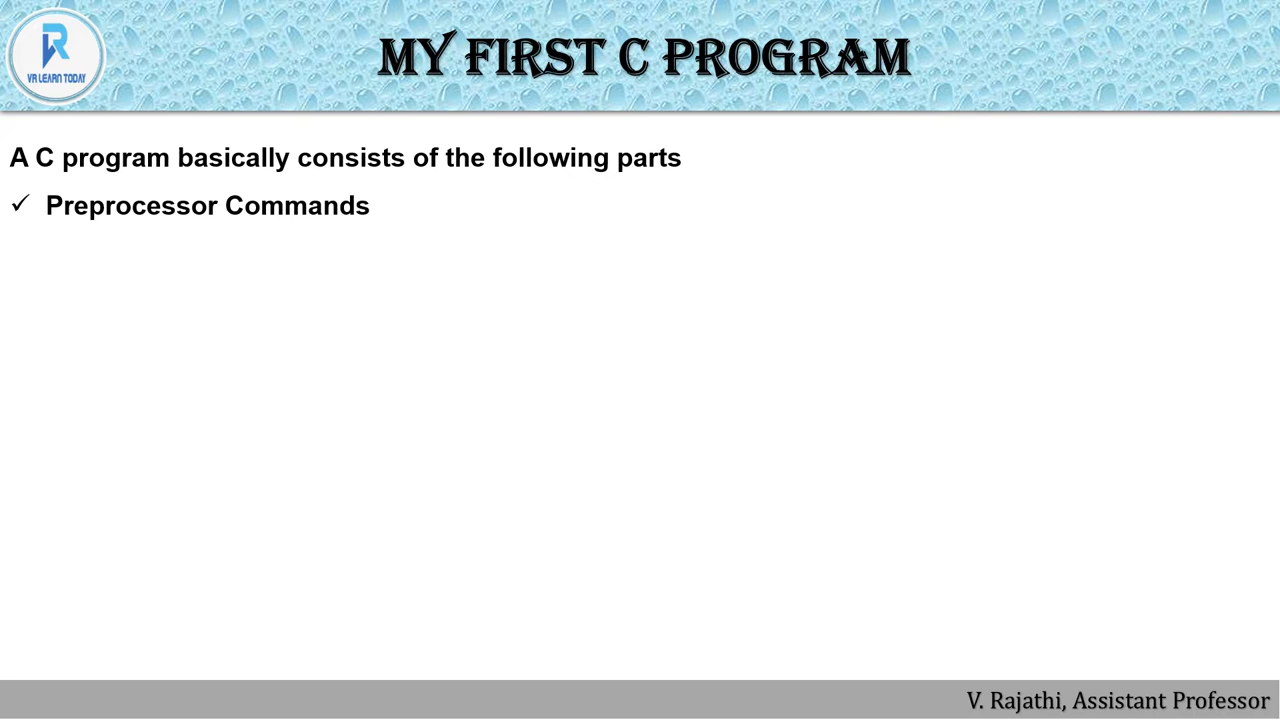 VR LEARN TODAY
MY FIRST C PROGRAM
A C program basically consists of the following parts
✓ Preprocessor Commands
V. Rajathi, Assistant Professor